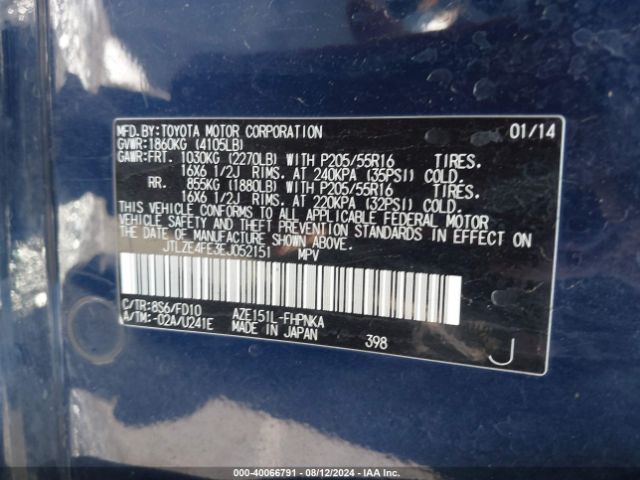 MFD.BY:TOYOTA MOTOR CORPORATION 01/14
GVWR:1860KG (4105LB)
GAWR:FRT. 1030KG (2270LB) WITH P205/55R16 TIRES.
16X6 1/2J RIMS. AT 240KPA (35PSI) COLD.
RR. 855KG (1880LB) WITH P205/55R16 TIRES.
16X6 1/2J RIMS. AT 220KPA (32PSI) COLD.
THIS VEHICLE CONFORMS TO ALL APPLICABLE FEDERAL MOTOR
VEHICLE SAFETY AND THEFT PREVENTION STANDARDS IN EFFECT ON
THE DATE OF MANUFACTURE SHOWN ABOVE.
JTLZE4FE3EJ052151 MPV
C/TR:8S6/FD10 AZE151L-FHPNKA
A/TM:-02A/U241E MADE IN JAPAN 398 J
000-40066791 - 08/12/2024 - IAA Inc.